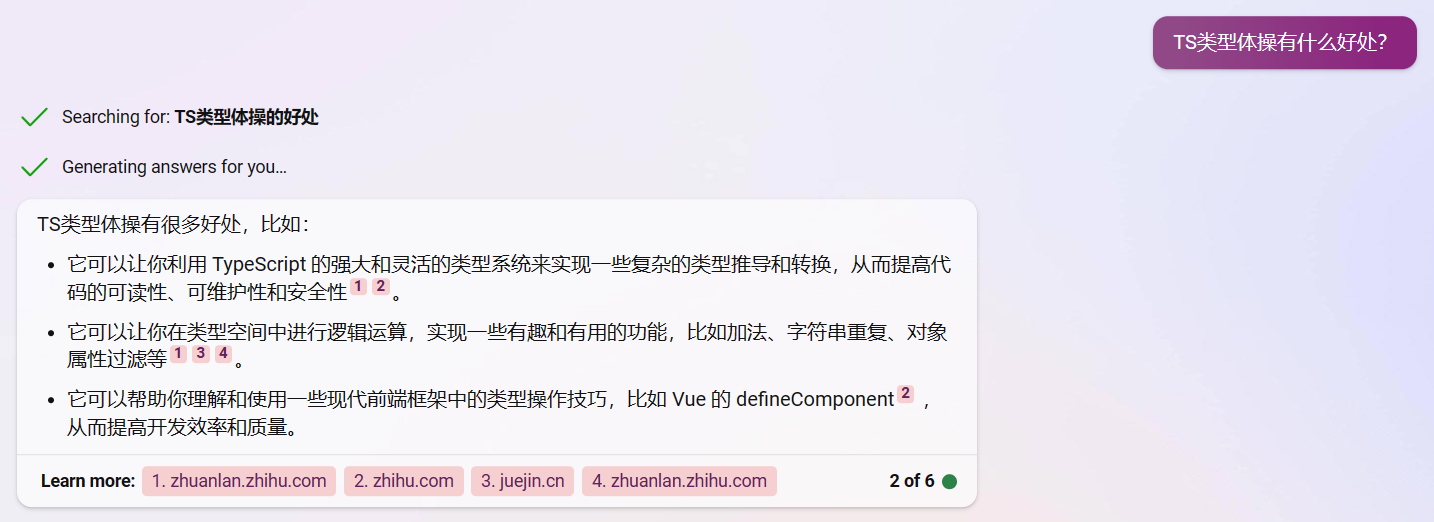 TS类型体操有什么好处？
Searching for: TS类型体操的好处
Generating answers for you…
TS类型体操有很多好处，比如：
• 它可以让你利用 TypeScript 的强大和灵活的类型系统来实现一些复杂的类型推导和转换，从而提高代
码的可读性、可维护性和安全性 1 2 。
• 它可以让你在类型空间中进行逻辑运算，实现一些有趣和有用的功能，比如加法、字符串重复、对象
属性过滤等 1 3 4 。
• 它可以帮助你理解和使用一些现代前端框架中的类型操作技巧，比如 Vue 的 defineComponent 2 ，
从而提高开发效率和质量。
Learn more: 1. zhuanlan.zhihu.com 2. zhihu.com 3. juejin.cn 4. zhuanlan.zhihu.com 2 of 6